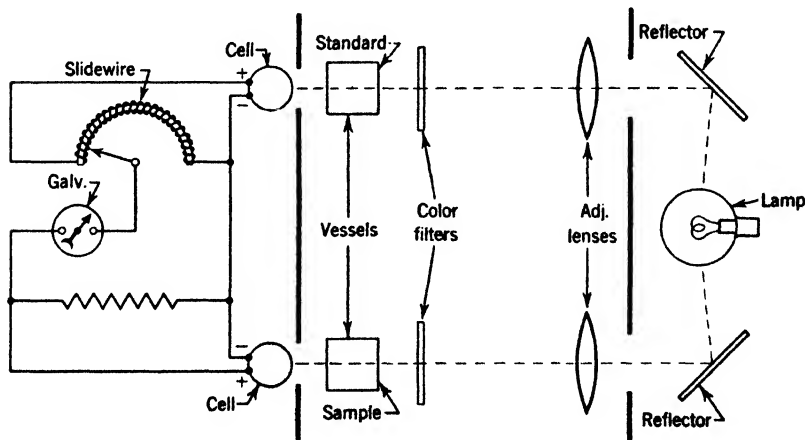 Cell
Standard
Reflector
Slidewire
+
−
Galv.
Lamp
Vessels
Color
filters
Adj.
lenses
−
+
Cell
Sample
Reflector